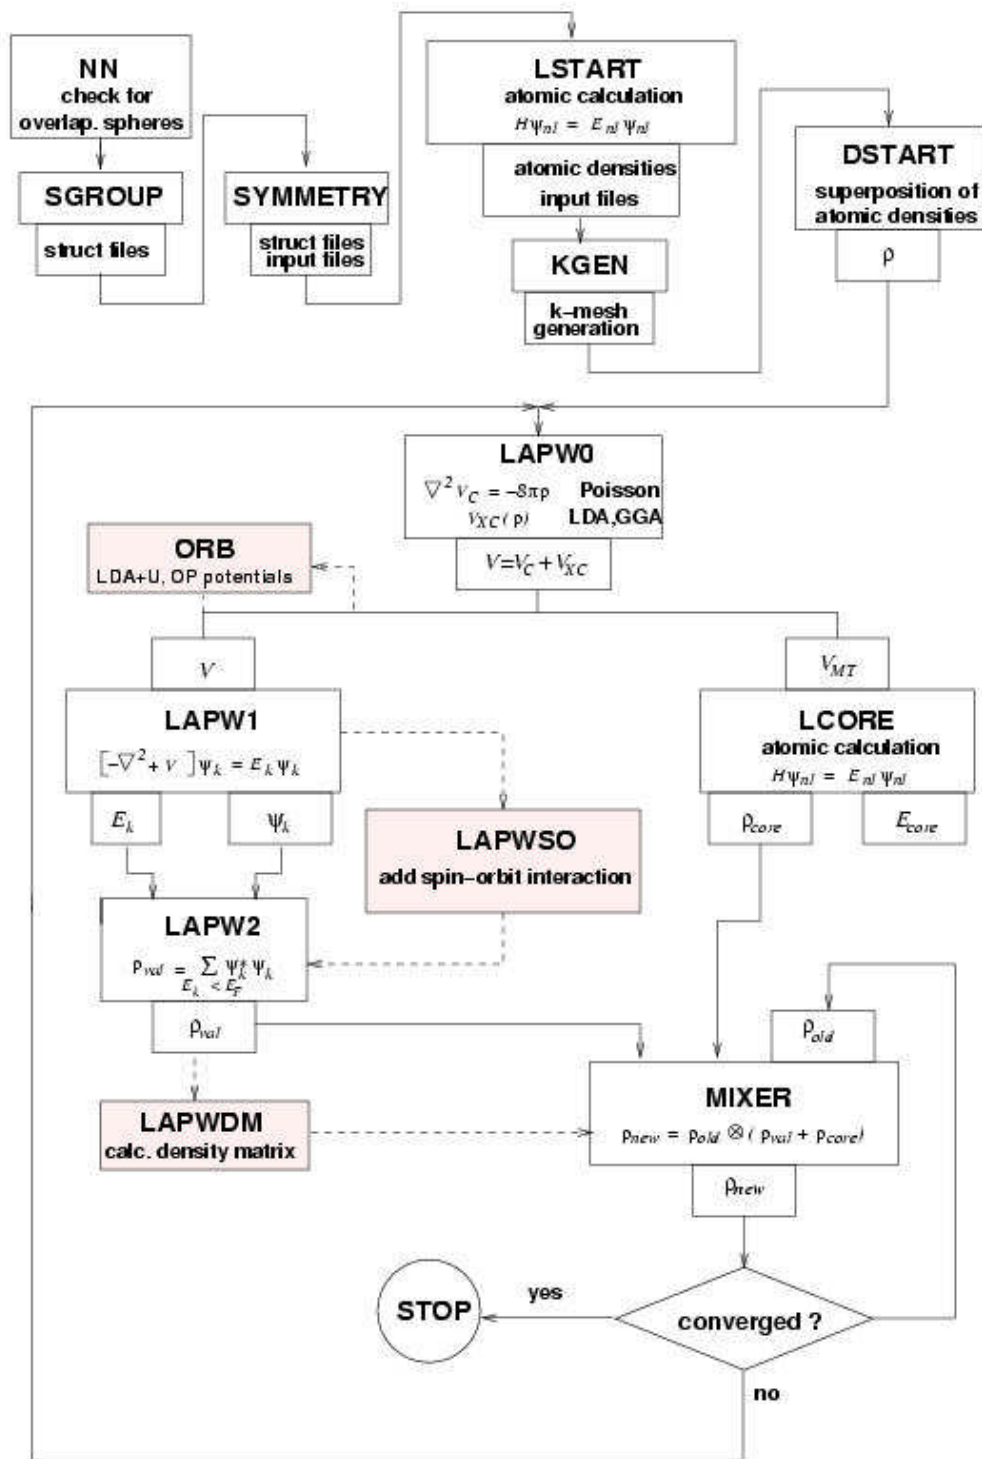 NN
check for
overlap. spheres
SGROUP
struct files
SYMMETRY
struct files
input files
LSTART
atomic calculation
Hψnl = Enl ψnl
atomic densities
input files
KGEN
k−mesh
generation
DSTART
superposition of
atomic densities
ρ
LAPW0
∇²VC = −8πρ Poisson
VXC(ρ) LDA,GGA
V=VC+VXC
ORB
LDA+U, OP potentials
V
LAPW1
[−∇²+V]ψk = Ekψk
Ek
ψk
VMT
LCORE
atomic calculation
Hψnl = Enl ψnl
ρcore
Ecore
LAPWSO
add spin−orbit interaction
LAPW2
ρval = Σ ψk*ψk
Ek <EF
ρval
LAPWDM
calc. density matrix
ρold
MIXER
ρnew = ρold ⊗ (ρval + ρcore)
ρnew
STOP
yes
converged ?
no